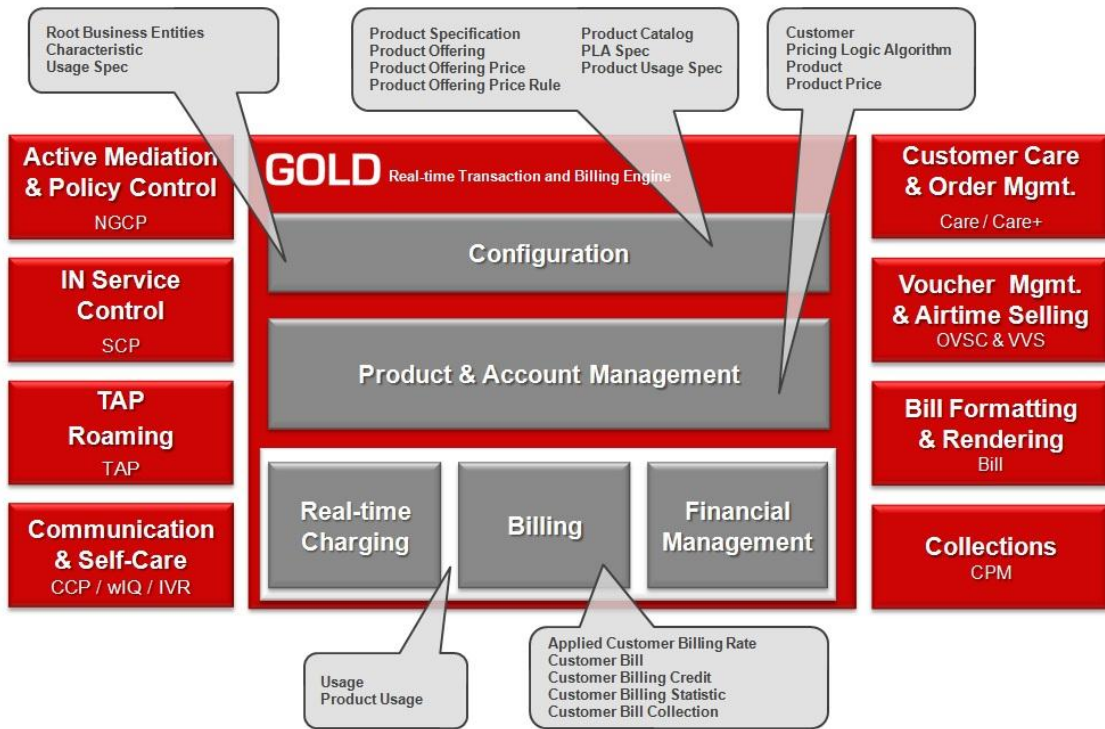 Root Business Entities
Characteristic
Usage Spec
Product Specification
Product Offering
Product Offering Price
Product Offering Price Rule
Product Catalog
PLA Spec
Product Usage Spec
Customer
Pricing Logic Algorithm
Product
Product Price
Active Mediation
& Policy Control
NGCP
IN Service
Control
SCP
TAP
Roaming
TAP
Communication
& Self-Care
CCP / wIQ / IVR
GOLD Real-time Transaction and Billing Engine
Configuration
Product & Account Management
Real-time
Charging
Billing
Financial
Management
Customer Care
& Order Mgmt.
Care / Care+
Voucher Mgmt.
& Airtime Selling
OVSC & VVS
Bill Formatting
& Rendering
Bill
Collections
CPM
Usage
Product Usage
Applied Customer Billing Rate
Customer Bill
Customer Billing Credit
Customer Billing Statistic
Customer Bill Collection